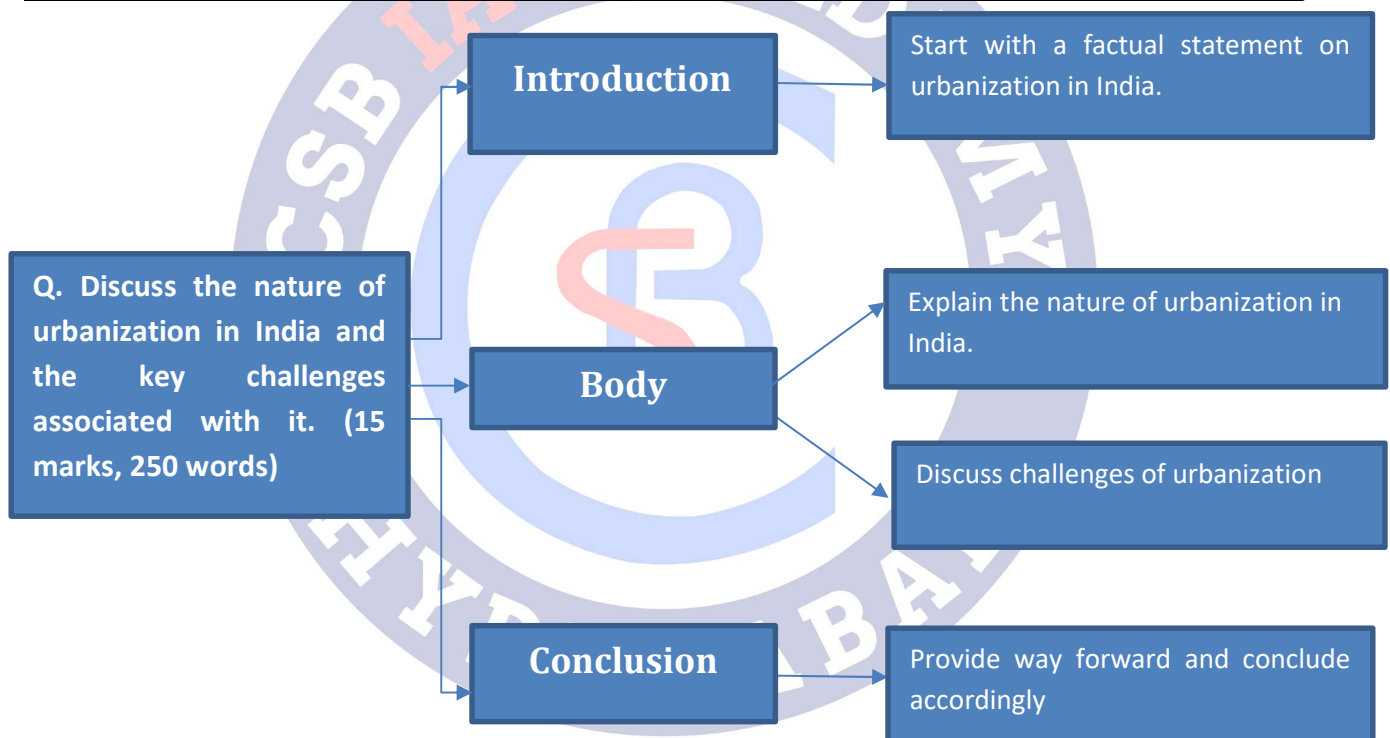 Introduction
Start with a factual statement on
urbanization in India.
Q. Discuss the nature of
urbanization in India and
the key challenges
associated with it. (15
marks, 250 words)
Body
Explain the nature of urbanization in
India.
Discuss challenges of urbanization
Conclusion
Provide way forward and conclude
accordingly
CSB IA